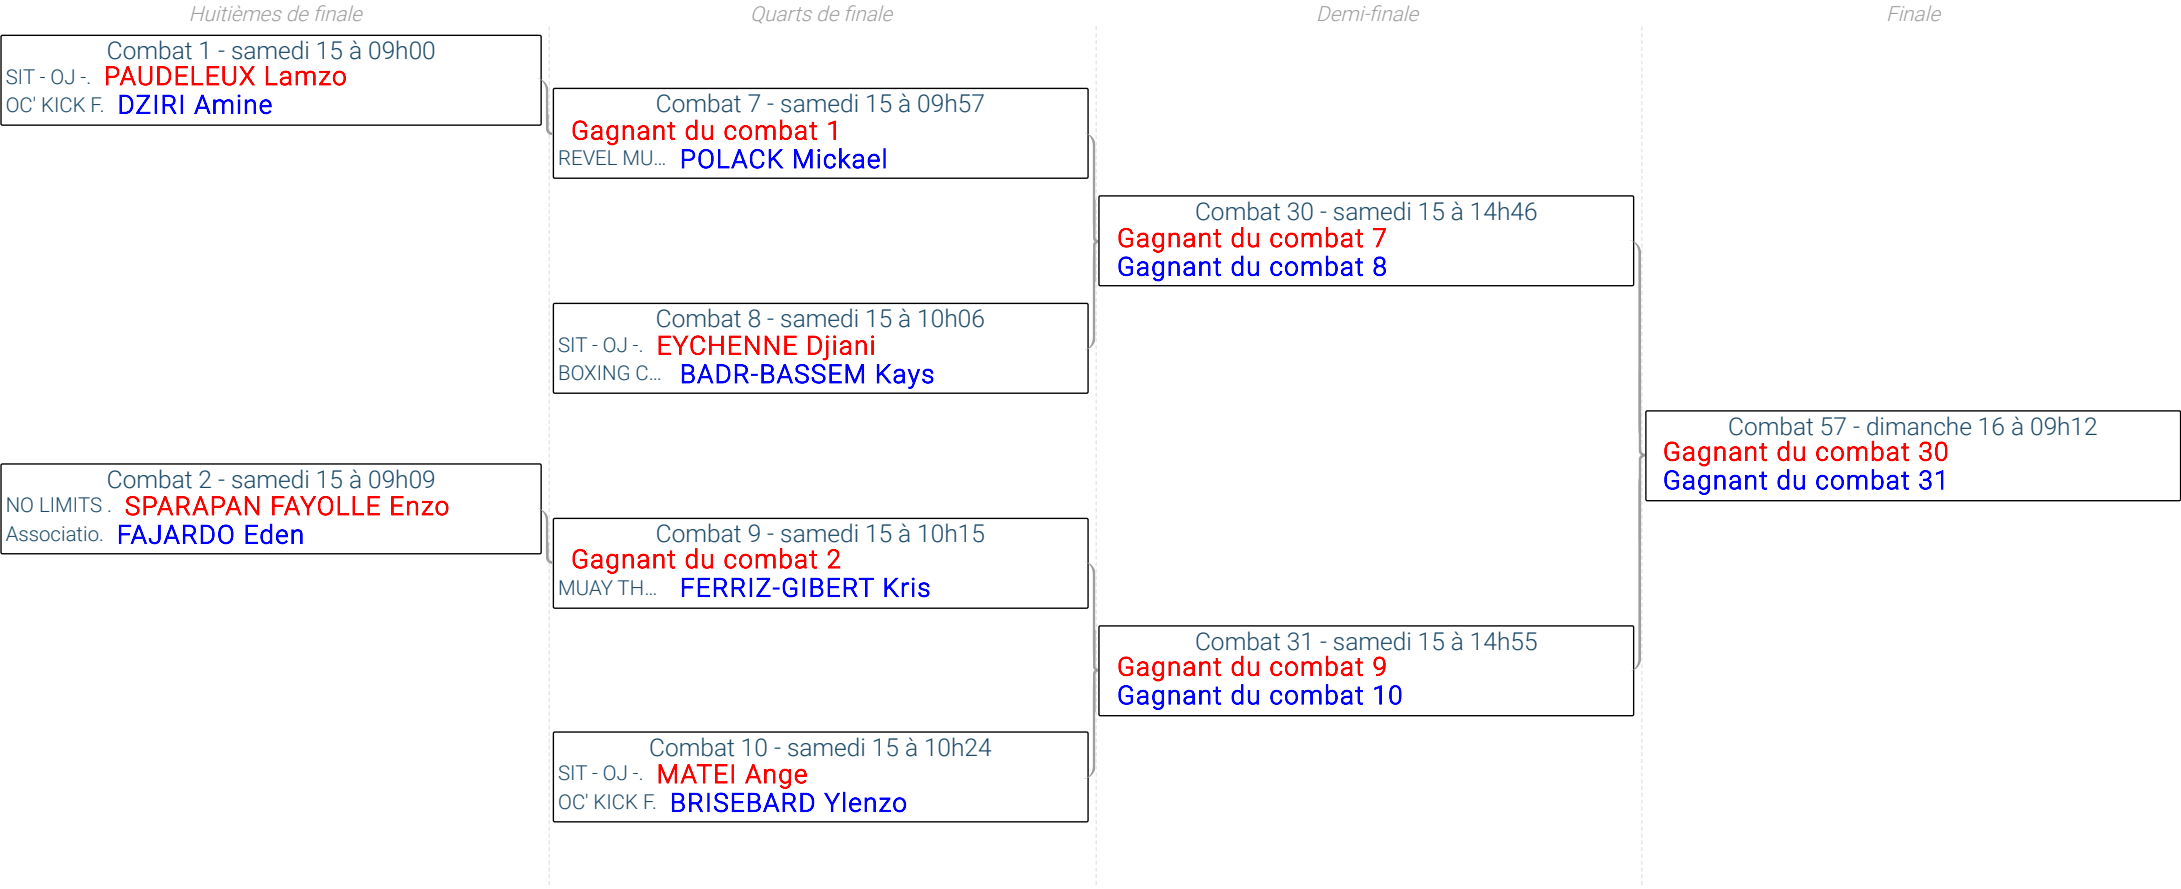 Huitièmes de finale
Quarts de finale
Demi-finale
Finale
Combat 1 - samedi 15 à 09h00
SIT - OJ -. PAUDELEUX Lamzo
OC' KICK F. DZIRI Amine
Combat 2 - samedi 15 à 09h09
NO LIMITS . SPARAPAN FAYOLLE Enzo
Associatio. FAJARDO Eden
Combat 7 - samedi 15 à 09h57
Gagnant du combat 1
REVEL MU... POLACK Mickael
Combat 8 - samedi 15 à 10h06
SIT - OJ -. EYCHENNE Djiani
BOXING C... BADR-BASSEM Kays
Combat 9 - samedi 15 à 10h15
Gagnant du combat 2
MUAY TH... FERRIZ-GIBERT Kris
Combat 10 - samedi 15 à 10h24
SIT - OJ -. MATEI Ange
OC' KICK F. BRISEBARD Ylenzo
Combat 30 - samedi 15 à 14h46
Gagnant du combat 7
Gagnant du combat 8
Combat 31 - samedi 15 à 14h55
Gagnant du combat 9
Gagnant du combat 10
Combat 57 - dimanche 16 à 09h12
Gagnant du combat 30
Gagnant du combat 31